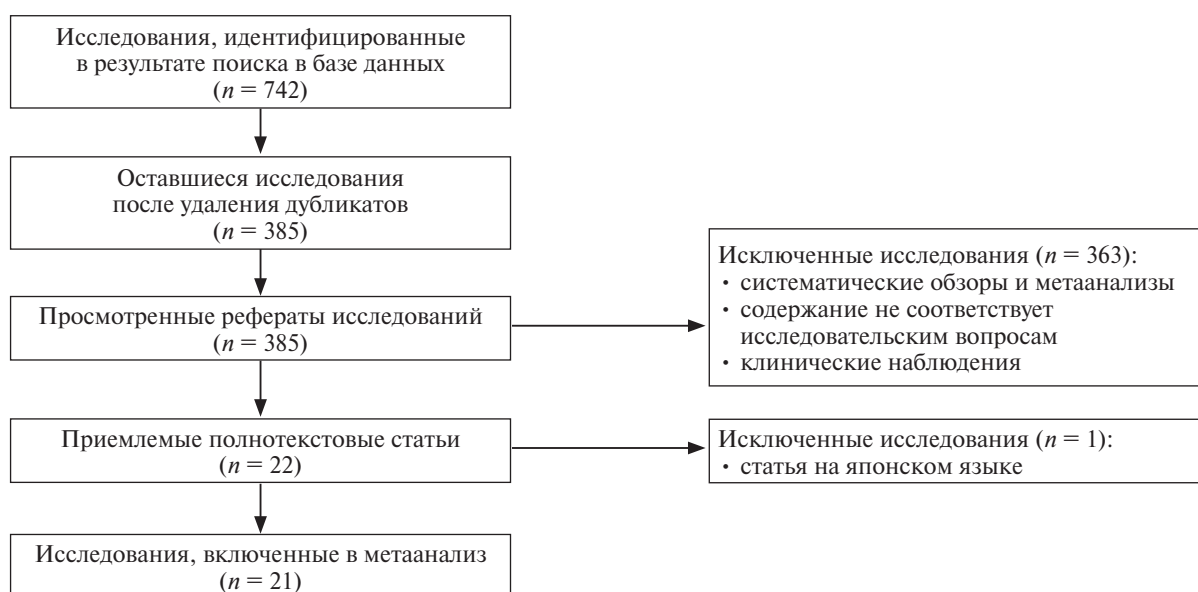 Исследования, идентифицированные
в результате поиска в базе данных
(n = 742)
Оставшиеся исследования
после удаления дубликатов
(n = 385)
Просмотренные рефераты исследований
(n = 385)
Исключенные исследования (n = 363):
· систематические обзоры и метаанализы
· содержание не соответствует
исследовательским вопросам
· клинические наблюдения
Приемлемые полнотекстовые статьи
(n = 22)
Исключенные исследования (n = 1):
· статья на японском языке
Исследования, включенные в метаанализ
(n = 21)